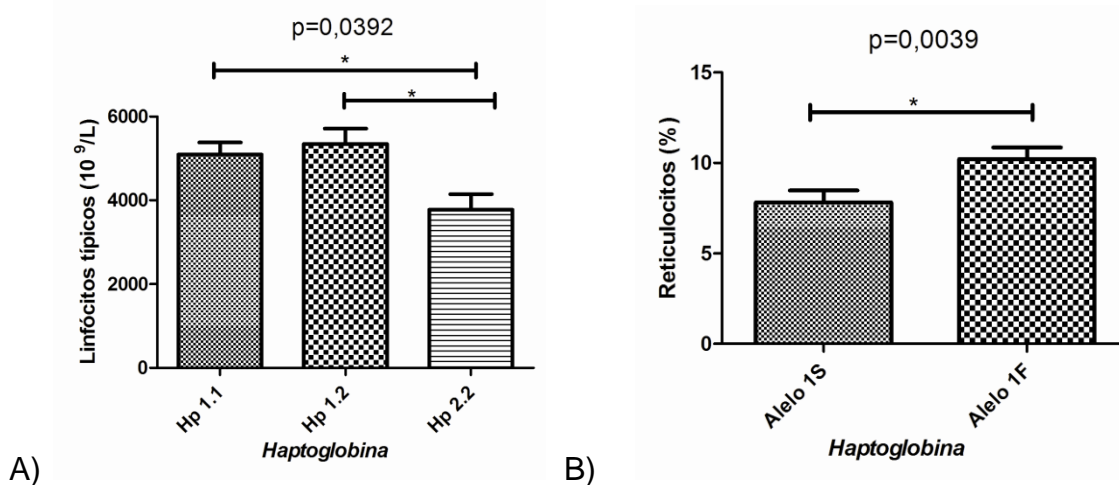 A)
p=0,0392
*
*
Linfócitos tipicos (10 ⁹/L)
6000
4000
2000
0
Hp 1.1
Hp 1.2
Hp 2.2
Haptoglobina
B)
p=0,0039
*
Reticulocitos (%)
15
10
5
0
Alelo 1S
Alelo 1F
Haptoglobina